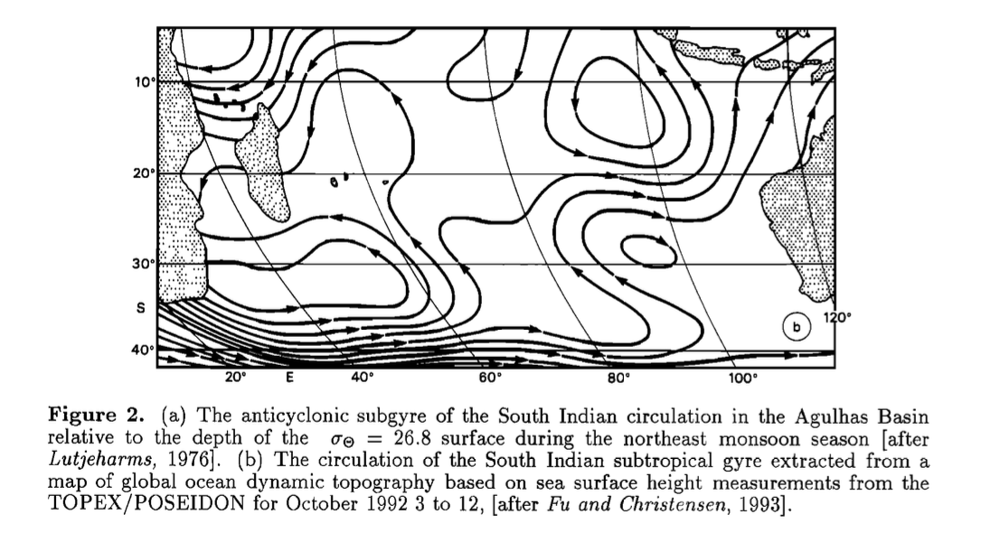 10°
20°
30°
S
40°
b
120°
20° E 40° 60° 80° 100°
Figure 2. (a) The anticyclonic subgyre of the South Indian circulation in the Agulhas Basin
relative to the depth of the σΘ = 26.8 surface during the northeast monsoon season [after
Lutjeharms, 1976]. (b) The circulation of the South Indian subtropical gyre extracted from a
map of global ocean dynamic topography based on sea surface height measurements from the
TOPEX/POSEIDON for October 1992 3 to 12, [after Fu and Christensen, 1993].